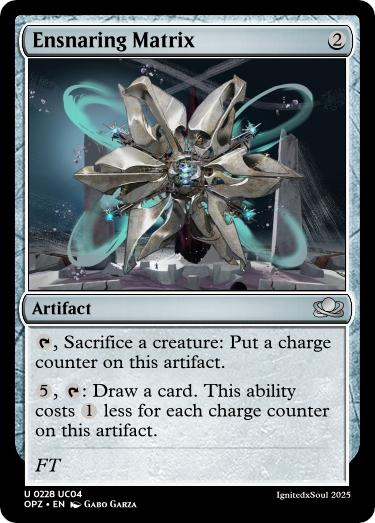 Ensnaring Matrix 2
Artifact
, Sacrifice a creature: Put a charge
counter on this artifact.
5, : Draw a card. This ability
costs 1 less for each charge counter
on this artifact.
FT
U 0228 UC04
OPZ • EN Gabo Garza
IgnitedxSoul 2025